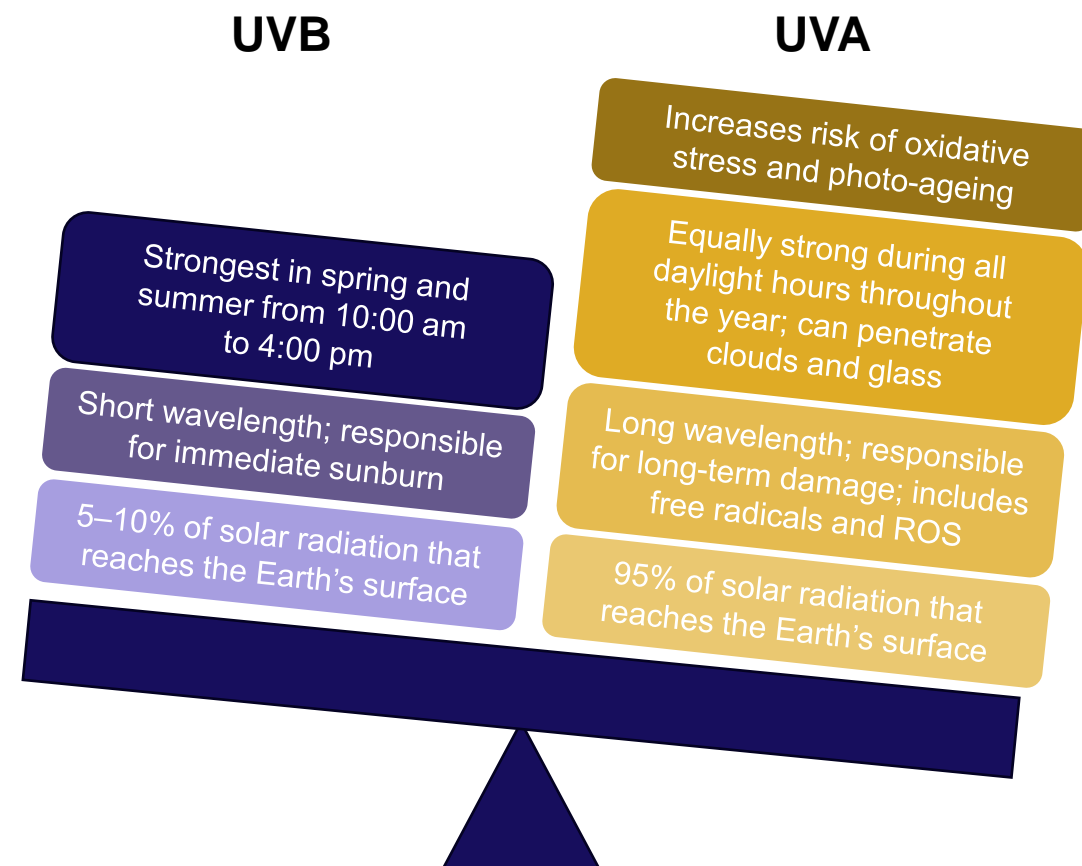 UVB
Strongest in spring and
summer from 10:00 am
to 4:00 pm
Short wavelength; responsible
for immediate sunburn
5–10% of solar radiation that
reaches the Earth’s surface
UVA
Increases risk of oxidative
stress and photo-ageing
Equally strong during all
daylight hours throughout
the year; can penetrate
clouds and glass
Long wavelength; responsible
for long-term damage; includes
free radicals and ROS
95% of solar radiation that
reaches the Earth’s surface